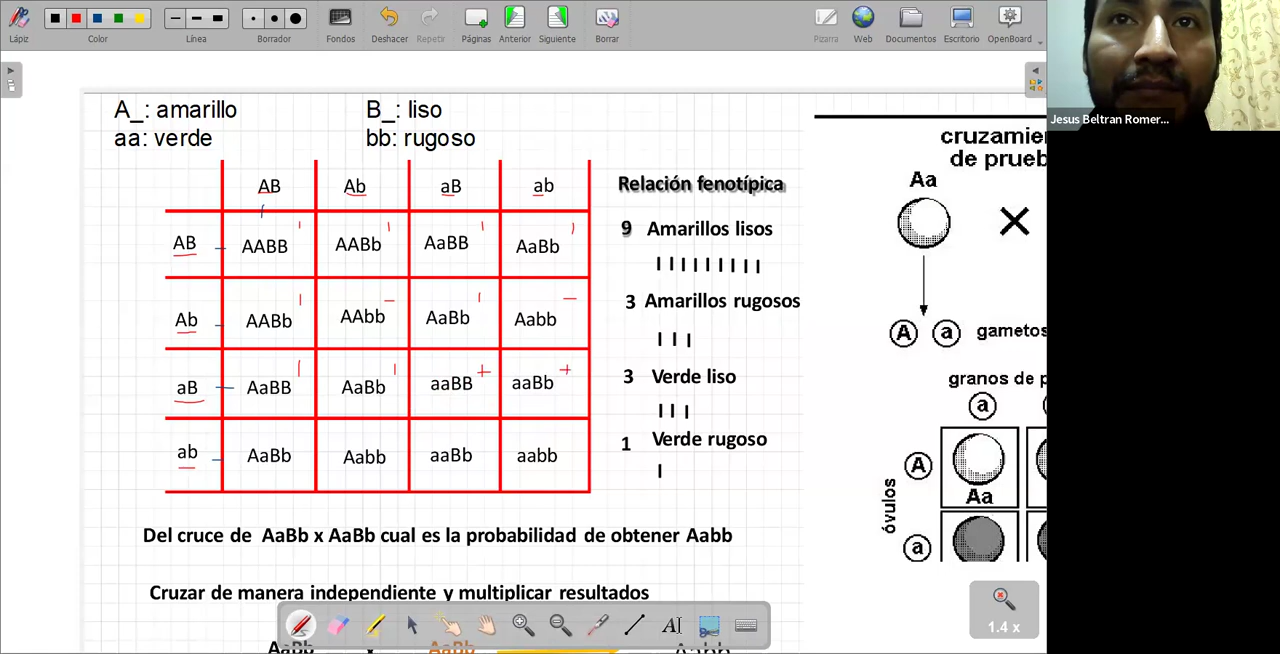 Lápiz Color Línea Borrador Fondos Deshacer Repetir Páginas Anterior Siguiente Borrar Pizarra Web Documentos Escritorio OpenBoard
Jesus Beltran Romer...
A_: amarillo B_: liso
aa: verde bb: rugoso
AB Ab aB ab
AB AABB AABb AaBB AaBb
Ab AABb AAbb AaBb Aabb
aB AaBB AaBb aaBB aaBb
ab AaBb Aabb aaBb aabb
Relación fenotípica
9 Amarillos lisos
3 Amarillos rugosos
3 Verde liso
1 Verde rugoso
Del cruce de AaBb x AaBb cual es la probabilidad de obtener Aabb
Cruzar de manera independiente y multiplicar resultados
AaBb x AaBb Aabb
cruzamie
de prueb
Aa
A a gametos
granos de p
a
óvulos
A
Aa
a
1.4 x